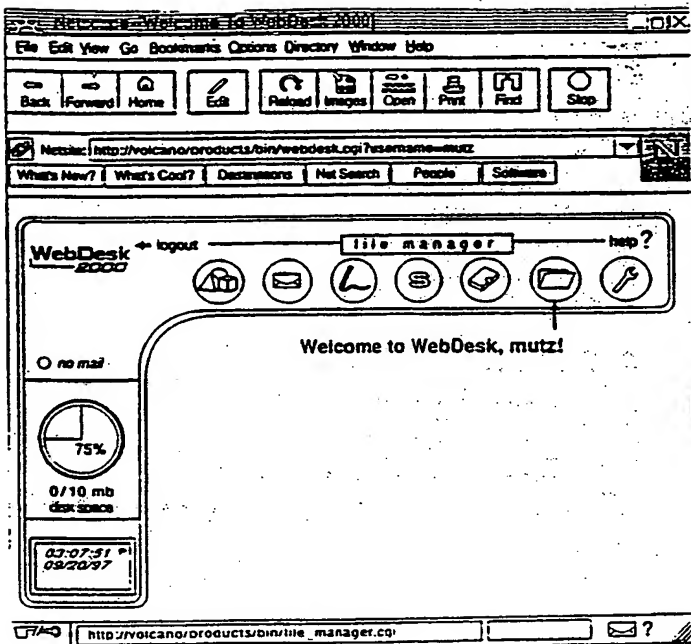 Netscape-[Welcome To WebDesk 2000]
File Edit View Go Bookmarks Options Directory Window Help
Back Forward Home Edit Reload Images Open Print Find Stop
Netsite: http://volcano/products/bin/webdesk.cgi?username=mutz
What's New? What's Cool? Destinations Net Search People Software
WebDesk 2000
logout
file manager
help ?
Welcome to WebDesk, mutz!
no mail
75%
0/10 mb
disk space
03:07:51 P
09/20/97
http://volcano/products/bin/file_manager.cgi
?